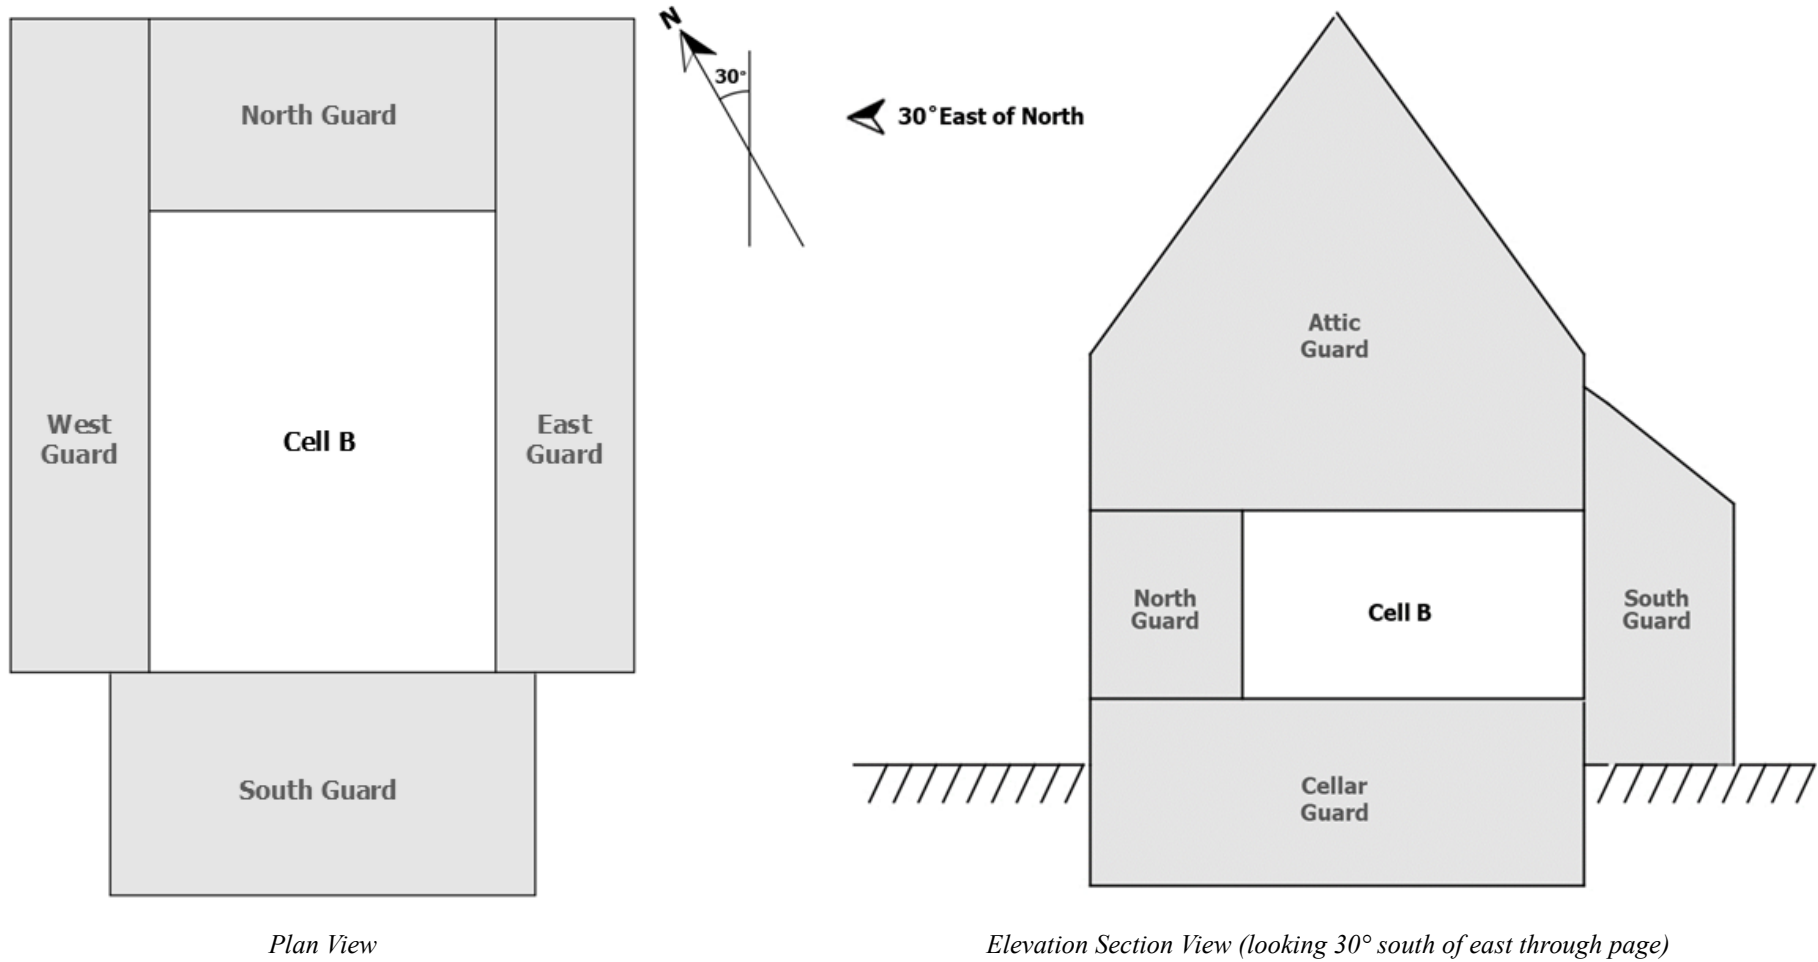 North Guard
West
Guard
Cell B
East
Guard
South Guard
Plan View
N
30°
30°East of North
Attic
Guard
North
Guard
Cell B
South
Guard
Cellar
Guard
Elevation Section View (looking 30° south of east through page)